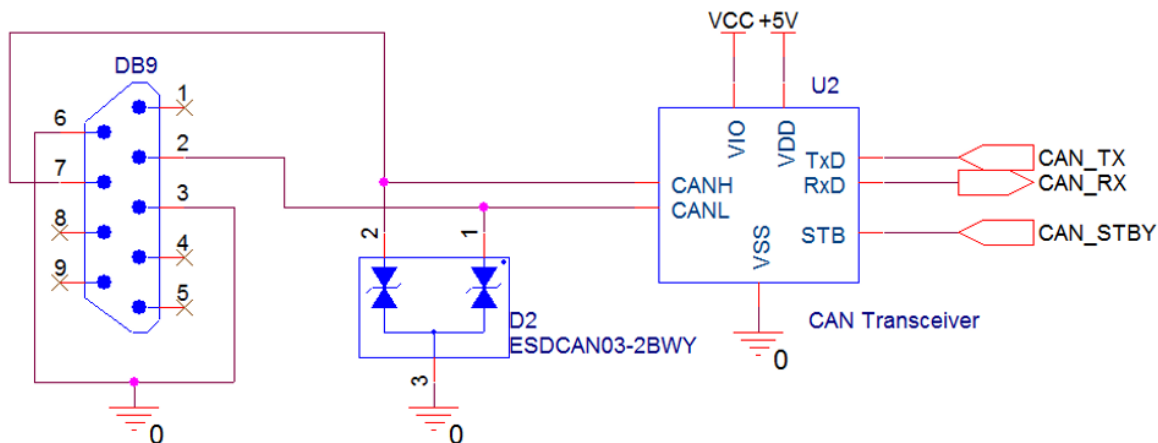 VCC +5V
DB9
U2
1
6
2
7
3
8
4
9
5
VIO
VDD
TxD
RxD
STB
CANH
CANL
VSS
CAN_TX
CAN_RX
CAN_STBY
2
1
D2
ESDCAN03-2BWY
3
CAN Transceiver
0
0
0